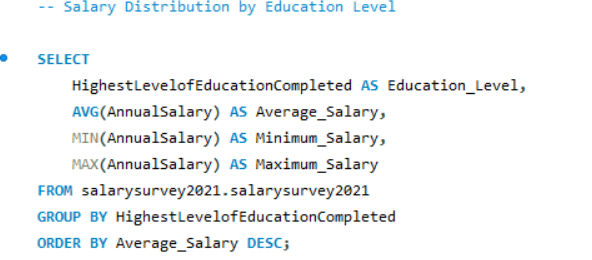 -- Salary Distribution by Education Level
SELECT
HighestLevelofEducationCompleted AS Education_Level,
AVG(AnnualSalary) AS Average_Salary,
MIN(AnnualSalary) AS Minimum_Salary,
MAX(AnnualSalary) AS Maximum_Salary
FROM salarysurvey2021.salarysurvey2021
GROUP BY HighestLevelofEducationCompleted
ORDER BY Average_Salary DESC;